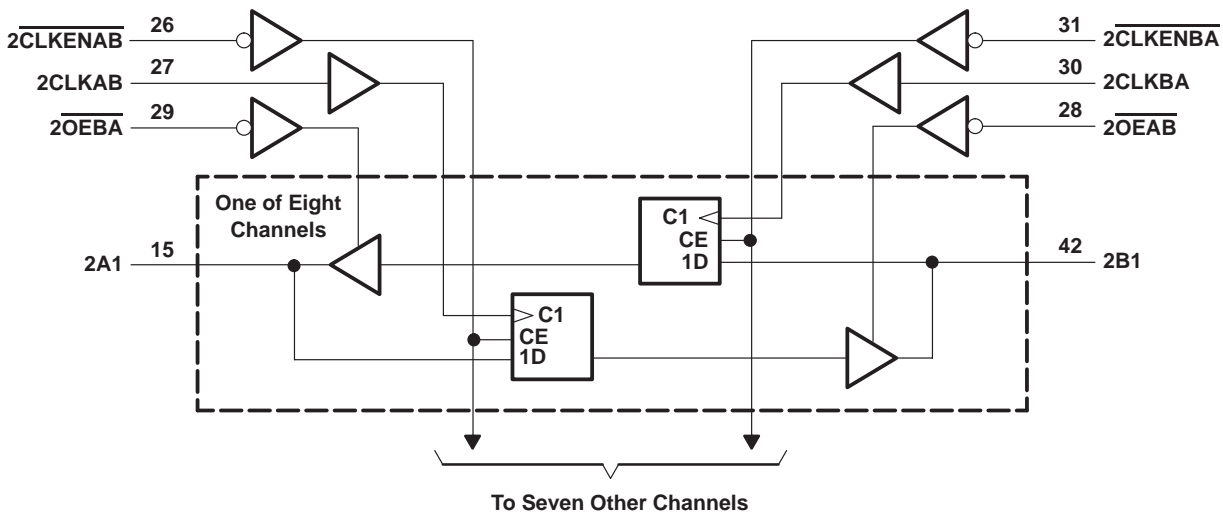 2CLKENAB 26
2CLKAB 27
2OEBA 29
31 2CLKENBA
30 2CLKBA
28 2OEAB
One of Eight
Channels
C1
CE
1D
2A1 15
42 2B1
C1
CE
1D
To Seven Other Channels